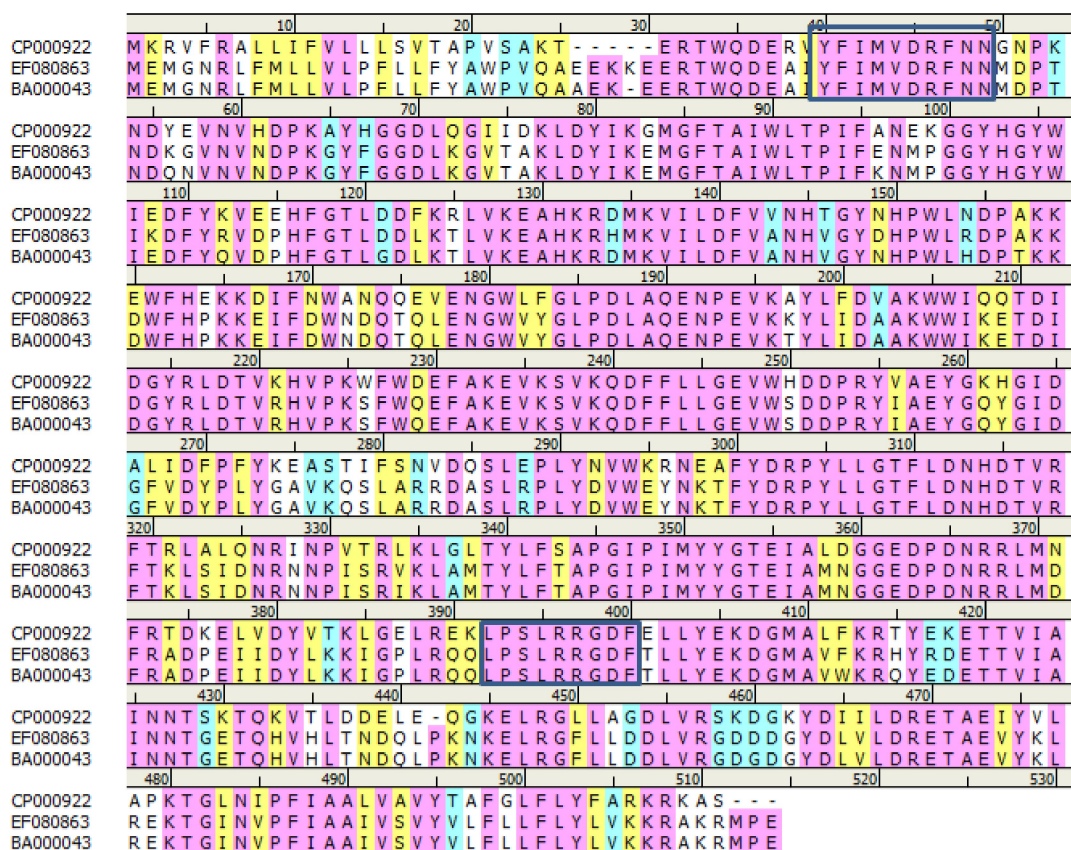 10 20 30 40 50
CP000922 MKRVFRALLIFVLLLSVTAPVSAKT-----ERTWQDERVYFIMVDRFNNGNPK
EF080863 MEMGNRLFMLLVLPFLLFYAWPVQAEEKKEERTWQDEAIYFIMVDRFNNMDPT
BA000043 MEMGNRLFMLLVLPFLLFYAWPVQAAEK-EERTWQDEAIYFIMVDRFNNMDPT
60 70 80 90 100
CP000922 NDYEVNVHDPKAYHGGDLQGIIDKLDYIKGMGFTAIWLTPIFANEKGGYHGYW
EF080863 NDKGVNVNDPKGYFGGDLKGVTAKLDYIKEMGFTAIWLTPIFENMPGGYHGYW
BA000043 NDQNVNVNDPKGYFGGDLKGVTAKLDYIKEMGFTAIWLTPIFKNMPGGYHGYW
110 120 130 140 150
CP000922 IEDFYKVEEHFGTLDDFKRLVKEAHKRDMKVILDFVVNHTGYNHPWLNDPAKK
EF080863 IKDFYRVDPHFGTLDDLKTLVKEAHKRHMKVILDFVANHVGYDHPWLRDPAKK
BA000043 IEDFYQVDPHFGTLGDLKTLVKEAHKRDMKVILDFVANHVGYNHPWLHDPTKK
170 180 190 200 210
CP000922 EWFHEKKDIFNWANQQEVENGWLFGLPDLAQENPEVKAYLFDVAKWWIQQTDI
EF080863 DWFHPKKEIFDWNDQTQLENGWVYGLPDLAQENPEVKKYLIDAAKWWIKETDI
BA000043 DWFHPKKEIFDWNDQTQLENGWVYGLPDLAQENPEVKTYLIDAAKWWIKETDI
220 230 240 250 260
CP000922 DGYRLDTVKHVPKWFWDEFAKEVKSVKQDFFLLGEVWHDDPRYVAEYGKHGID
EF080863 DGYRLDTVRHVPKSFWQEFAKEVKSVKQDFFLLGEVWSDDPRYIAEYGQYGID
BA000043 DGYRLDTVRHVPKSFWQEFAKEVKSVKQDFFLLGEVWSDDPRYIAEYGQYGID
270 280 290 300 310
CP000922 ALIDFPFYKEASTIFSNVDQSLEPLYNVWKRNEAFYDRPYLLGTFLDNHDTVR
EF080863 GFVDYPLYGAVKQSLARRDASLRPLYDVWEYNKTFYDRPYLLGTFLDNHDTVR
BA000043 GFVDYPLYGAVKQSLARRDASLRPLYDVWEYNKTFYDRPYLLGTFLDNHDTVR
320 330 340 350 360 370
CP000922 FTRLALQNRINPVTRLKLGLTYLFSAPGIPIMYYGTEIALDGGEDPDNRRLMN
EF080863 FTKLSIDNRNNPISRVKLAMTYLFTAPGIPIMYYGTEIAMNGGEDPDNRRLMD
BA000043 FTKLSIDNRNNPISRIKLAMTYLFTAPGIPIMYYGTEIAMNGGEDPDNRRLMD
380 390 400 410 420
CP000922 FRTDKELVDYVTKLGELREKLPSLRRGDFELLYEKDGMALFKRTYEKETTVIA
EF080863 FRADPEIIDYLKKIGPLRQQLPSLRRGDFTLLYEKDGMAVFKRHYRDETTVIA
BA000043 FRADPEIIDYLKKIGPLRQQLPSLRRGDFTLLYEKDGMAVWKRQYEDETTVIA
430 440 450 460 470
CP000922 INNTSKTQKVTLDDELE-QGKELRGLLAGDLVRSKDGKYDIILDRETAEIYVL
EF080863 INNTGETQHVHLTNDQLPKNKELRGFLLDDLVRGDDDGYDLVLDRETAEVYKL
BA000043 INNTGETQHVHLTNDQLPKNKELRGFLLDDLVRGDGDGYDLVLDRETAEVYKL
480 490 500 510 520 530
CP000922 APKTGLNIPFIAALVAVYTAFGLFLYFARKRKAS---
EF080863 REKTGINVPFIAAIVSVYVLFLLFLYLVKKRAKRMPE
BA000043 REKTGINVPFIAAIVSVYVLFLLFLYLVKKRAKRMPE